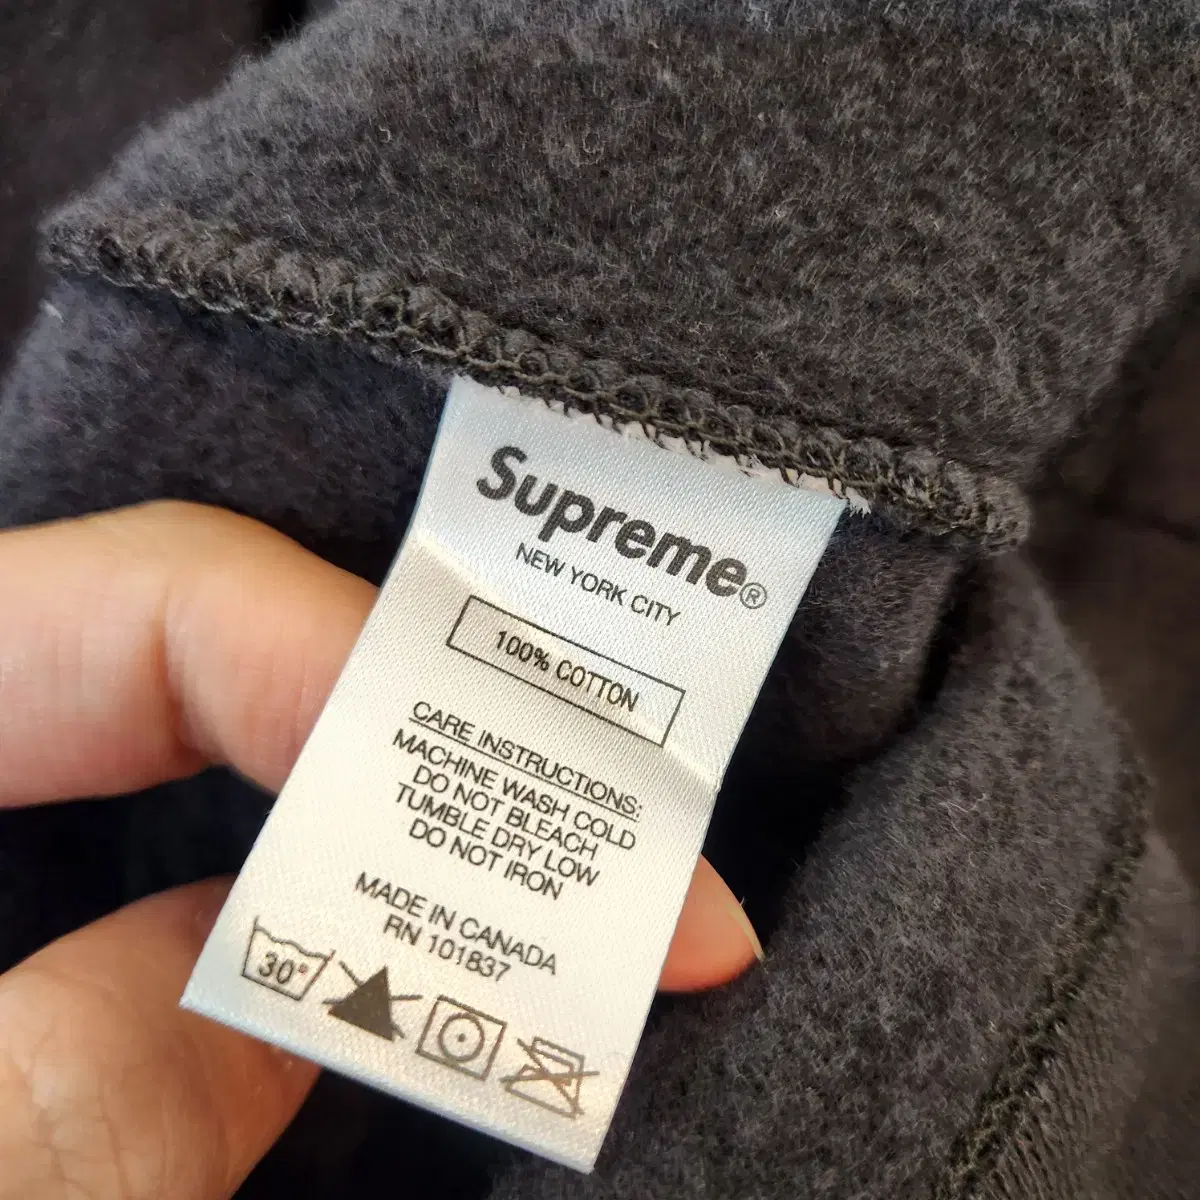 Supreme®
NEW YORK CITY
100% COTTON
CARE INSTRUCTIONS:
MACHINE WASH COLD
DO NOT BLEACH
TUMBLE DRY LOW
DO NOT IRON
MADE IN CANADA
RN 101837
30°